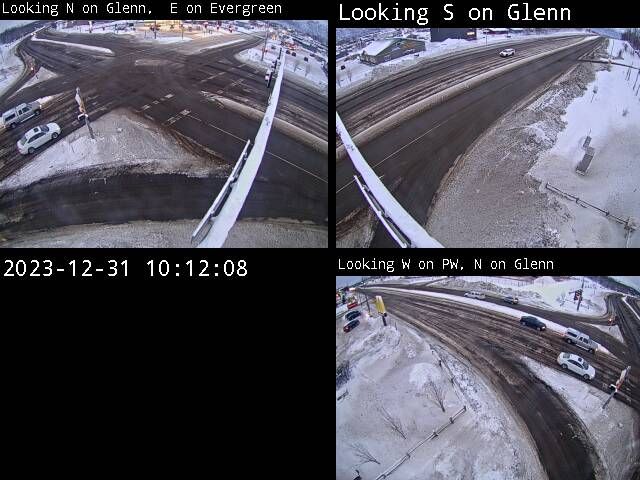 Looking N on Glenn,  E on Evergreen
Looking S on Glenn
2023-12-31 10:12:08
Looking W on PW, N on Glenn